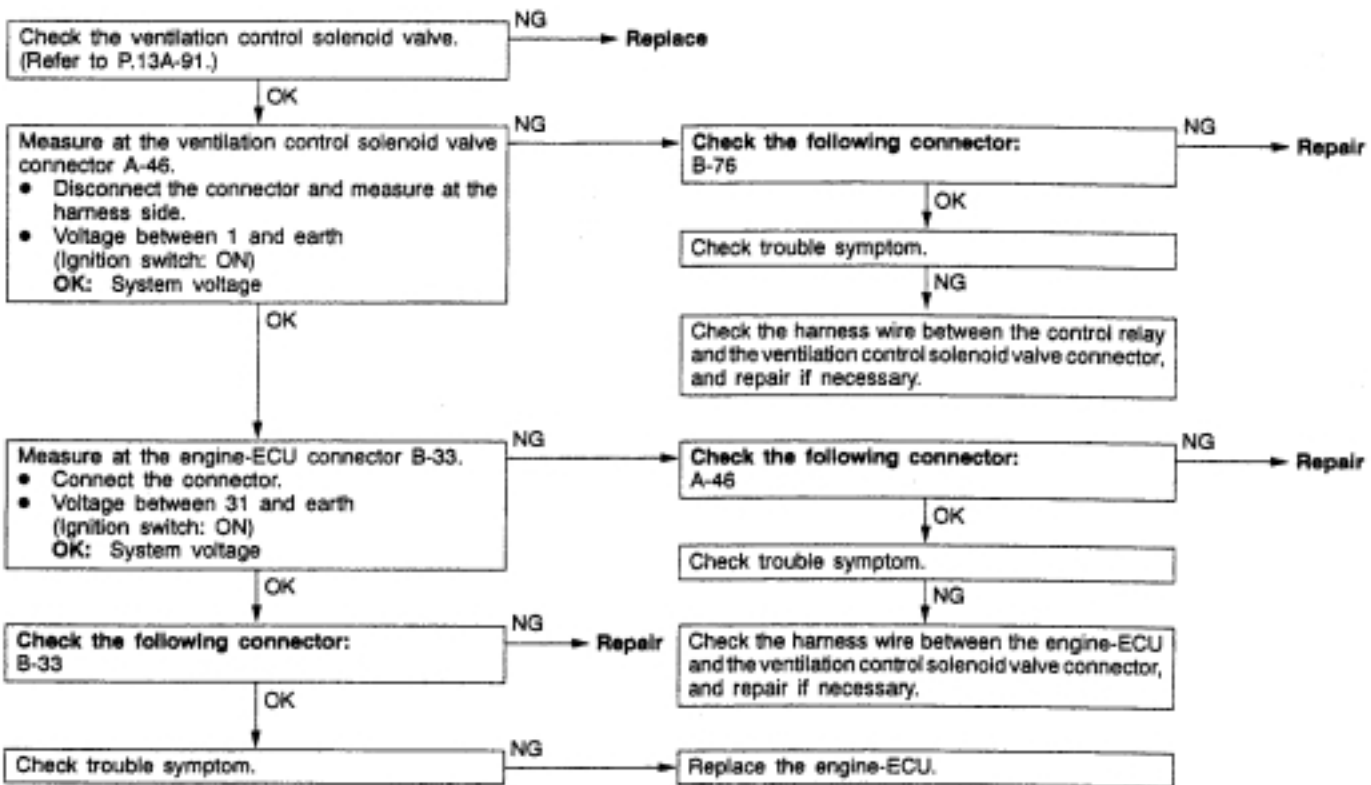 Check the ventilation control solenoid valve.
(Refer to P.13A-91.)
NG
Replace
OK
Measure at the ventilation control solenoid valve
connector A-46.
● Disconnect the connector and measure at the
harness side.
● Voltage between 1 and earth
(Ignition switch: ON)
OK: System voltage
NG
Check the following connector:
B-76
NG
Repair
OK
Check trouble symptom.
NG
Check the harness wire between the control relay
and the ventilation control solenoid valve connector,
and repair if necessary.
OK
Measure at the engine-ECU connector B-33.
● Connect the connector.
● Voltage between 31 and earth
(Ignition switch: ON)
OK: System voltage
NG
Check the following connector:
A-46
NG
Repair
OK
Check trouble symptom.
NG
Check the harness wire between the engine-ECU
and the ventilation control solenoid valve connector,
and repair if necessary.
OK
Check the following connector:
B-33
NG
Repair
OK
Check trouble symptom.
NG
Replace the engine-ECU.